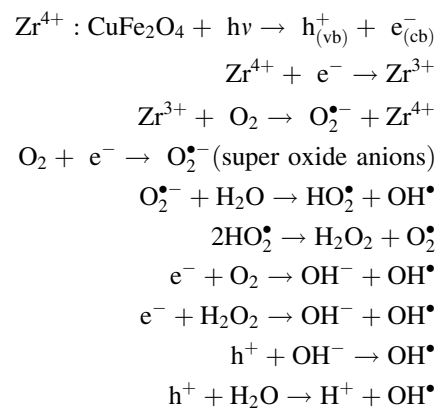 Zr⁴⁺ : CuFe2O4 + hν → h⁺₍vb₎ + e⁻₍cb₎
Zr⁴⁺ + e⁻ → Zr³⁺
Zr³⁺ + O₂ → O₂•⁻ + Zr⁴⁺
O₂ + e⁻ → O₂•⁻(super oxide anions)
O₂•⁻ + H₂O → HO₂• + OH•
2HO₂• → H₂O₂ + O₂•
e⁻ + O₂ → OH⁻ + OH•
e⁻ + H₂O₂ → OH⁻ + OH•
h⁺ + OH⁻ → OH•
h⁺ + H₂O → H⁺ + OH•